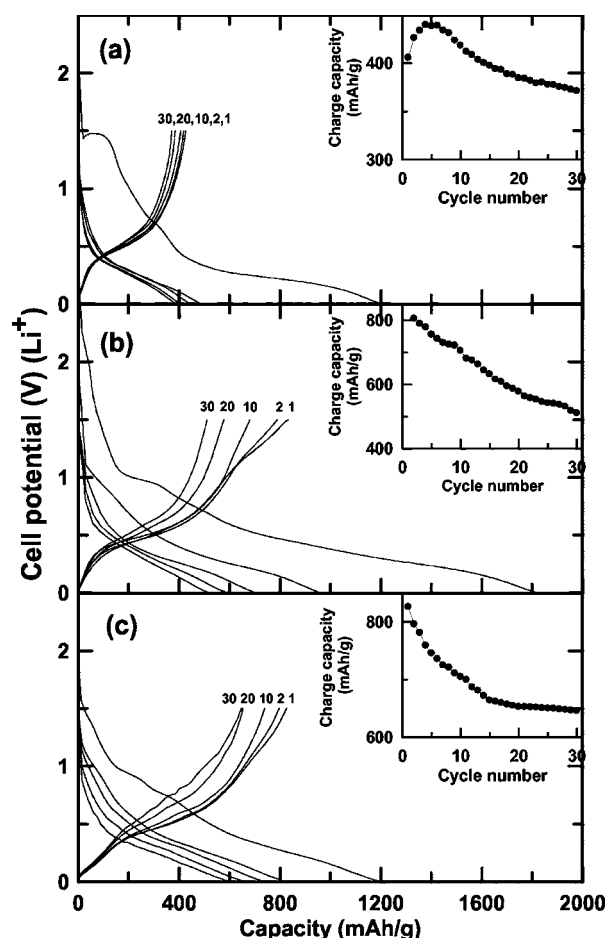 Cell potential (V) (Li+)
(a)
2
1
0
30,20,10,2,1
Charge capacity
(mAh/g)
400
300
0 10 20 30
Cycle number
(b)
2
1
0
30 20 10 2 1
Charge capacity
(mAh/g)
800
600
400
0 10 20 30
Cycle number
(c)
2
1
0
30 20 10 2 1
Charge capacity
(mAh/g)
800
600
0 10 20 30
Cycle number
0 400 800 1200 1600 2000
Capacity (mAh/g)